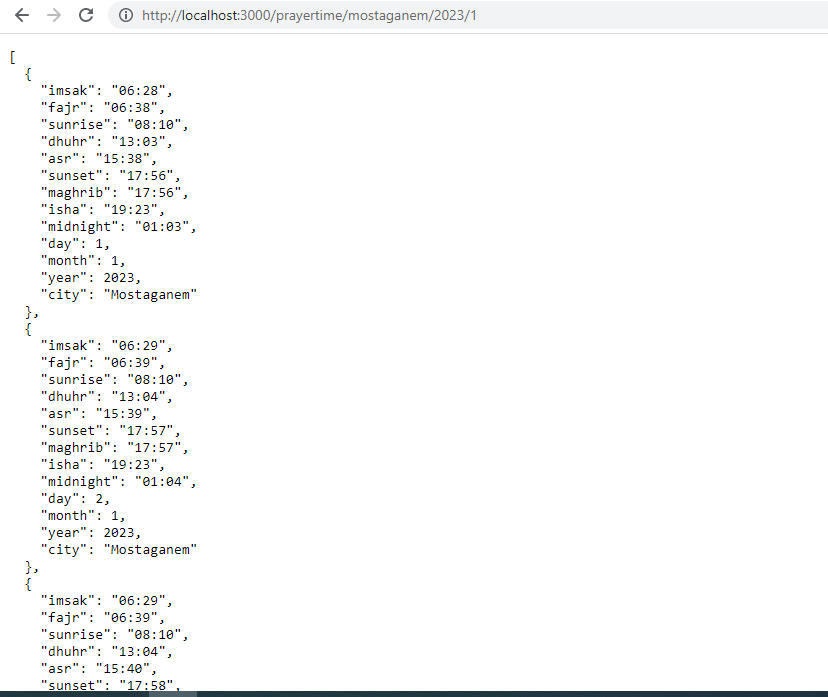 http://localhost:3000/prayertime/mostaganem/2023/1
[
{
"imsak": "06:28",
"fajr": "06:38",
"sunrise": "08:10",
"dhuhr": "13:03",
"asr": "15:38",
"sunset": "17:56",
"maghrib": "17:56",
"isha": "19:23",
"midnight": "01:03",
"day": 1,
"month": 1,
"year": 2023,
"city": "Mostaganem"
},
{
"imsak": "06:29",
"fajr": "06:39",
"sunrise": "08:10",
"dhuhr": "13:04",
"asr": "15:39",
"sunset": "17:57",
"maghrib": "17:57",
"isha": "19:23",
"midnight": "01:04",
"day": 2,
"month": 1,
"year": 2023,
"city": "Mostaganem"
},
{
"imsak": "06:29",
"fajr": "06:39",
"sunrise": "08:10",
"dhuhr": "13:04",
"asr": "15:40",
"sunset": "17:58",